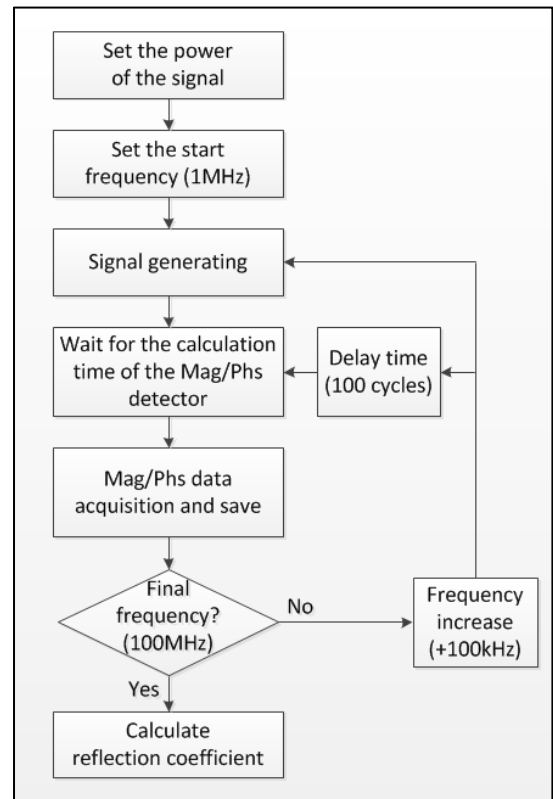 Set the power
of the signal
Set the start
frequency (1MHz)
Signal generating
Wait for the calculation
time of the Mag/Phs
detector
Delay time
(100 cycles)
Mag/Phs data
acquisition and save
Final
frequency?
(100MHz)
No
Frequency
increase
(+100kHz)
Yes
Calculate
reflection coefficient